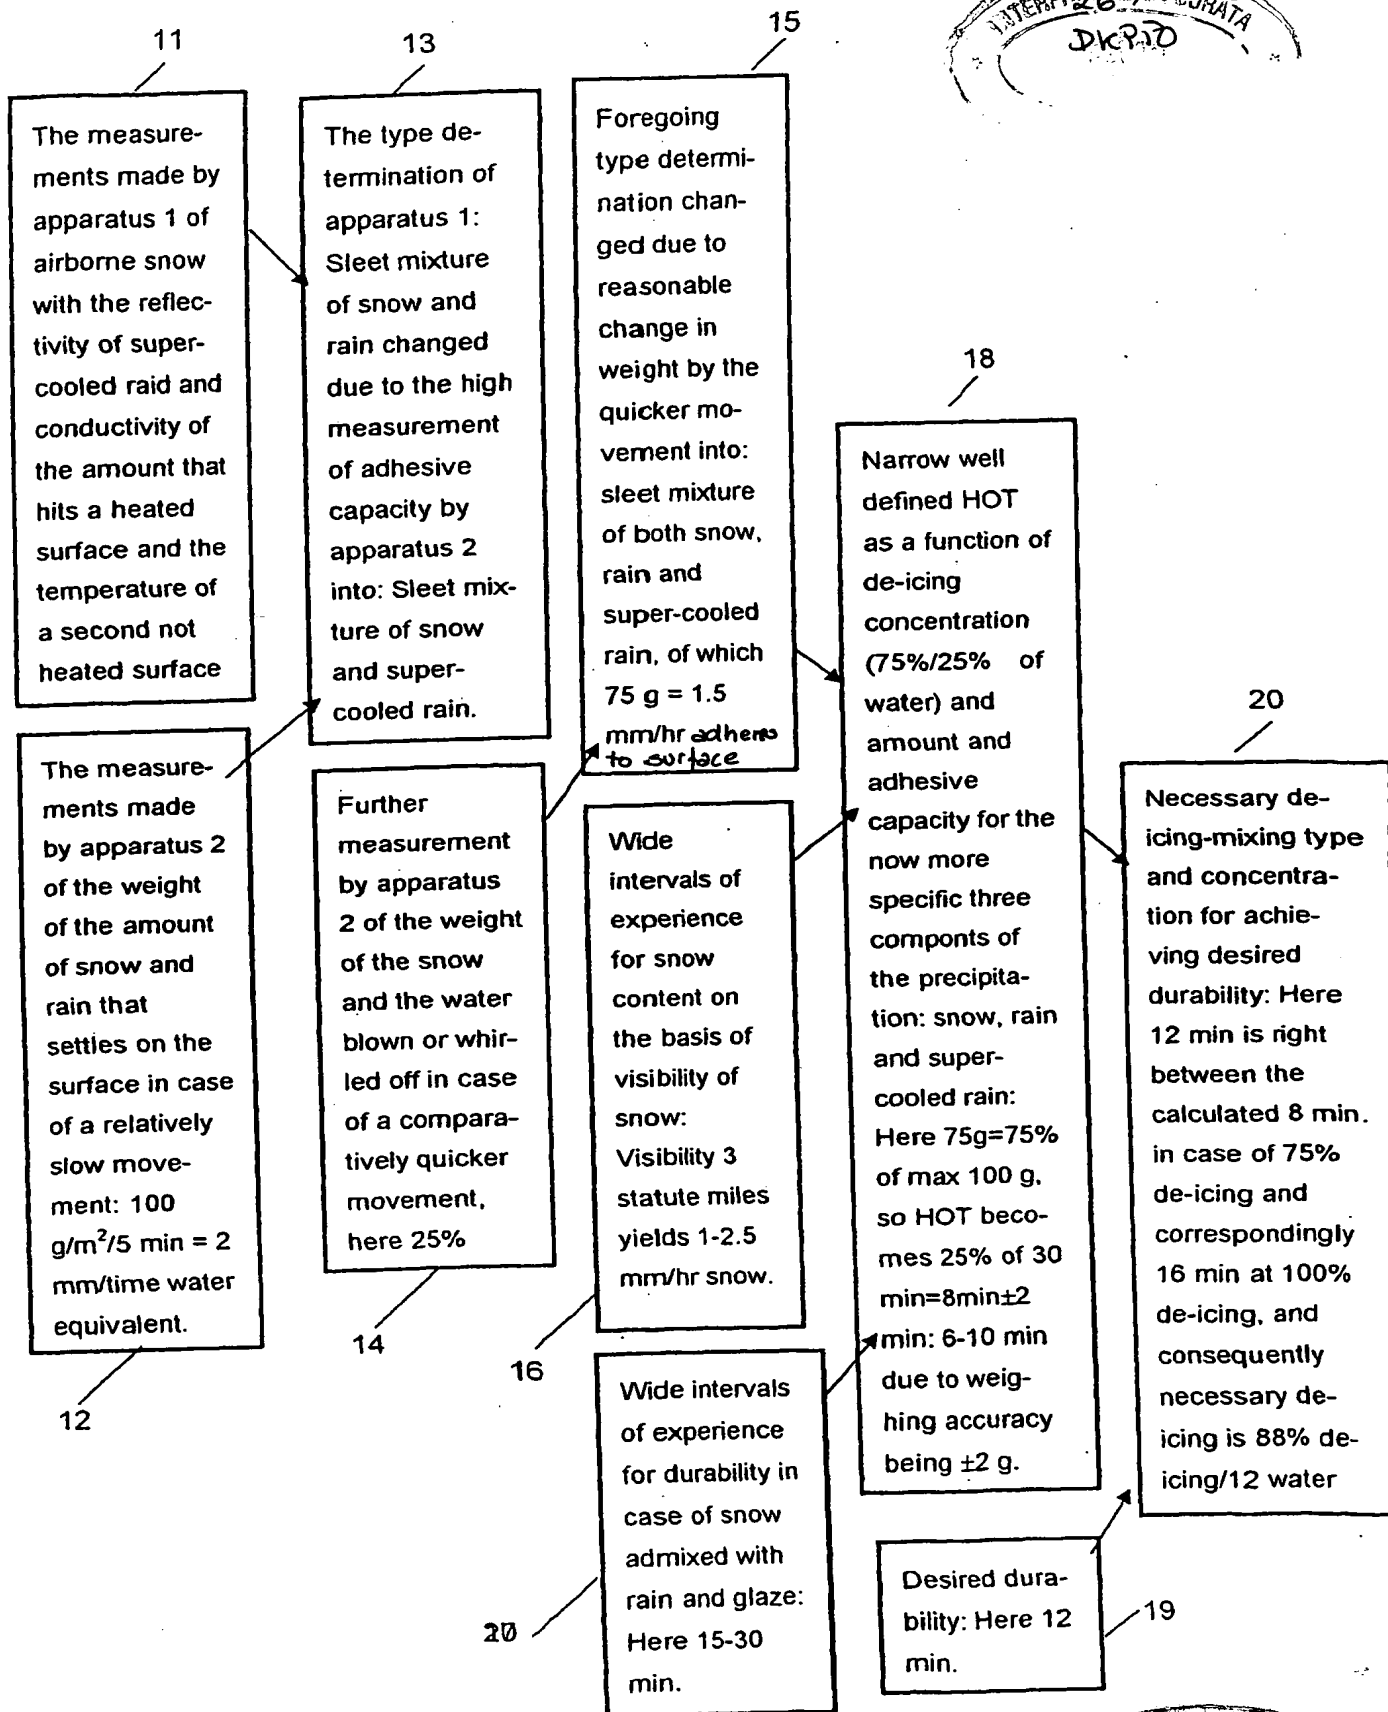 11
The measure-
ments made by
apparatus 1 of
airborne snow
with the reflec-
tivity of super-
cooled raid and
conductivity of
the amount that
hits a heated
surface and the
temperature of
a second not
heated surface
The measure-
ments made
by apparatus 2
of the weight
of the amount
of snow and
rain that
settles on the
surface in case
of a relatively
slow move-
ment: 100
g/m²/5 min = 2
mm/time water
equivalent.
12
13
The type de-
termination of
apparatus 1:
Sleet mixture
of snow and
rain changed
due to the high
measurement
of adhesive
capacity by
apparatus 2
into: Sleet mix-
ture of snow
and super-
cooled rain.
Further
measurement
by apparatus
2 of the weight
of the snow
and the water
blown or whir-
led off in case
of a compara-
tively quicker
movement,
here 25%
14
15
Foregoing
type determi-
nation chan-
ged due to
reasonable
change in
weight by the
quicker mo-
vement into:
sleet mixture
of both snow,
rain and
super-cooled
rain, of which
75 g = 1.5
mm/hr adheres
to surface
Wide
intervals of
experience
for snow
content on
the basis of
visibility of
snow:
Visibility 3
statute miles
yields 1-2.5
mm/hr snow.
16
Wide intervals
of experience
for durability in
case of snow
admixed with
rain and glaze:
Here 15-30
min.
18
Narrow well
defined HOT
as a function of
de-icing
concentration
(75%/25% of
water) and
amount and
adhesive
capacity for the
now more
specific three
componts of
the precipita-
tion: snow, rain
and super-
cooled rain:
Here 75g=75%
of max 100 g,
so HOT beco-
mes 25% of 30
min=8min±2
min: 6-10 min
due to weig-
hing accuracy
being ±2 g.
Desired dura-
bility: Here 12
min.
19
20
Necessary de-
icing-mixing type
and concentra-
tion for achie-
ving desired
durability: Here
12 min is right
between the
calculated 8 min.
in case of 75%
de-icing and
correspondingly
16 min at 100%
de-icing, and
consequently
necessary de-
icing is 88% de-
icing/12 water